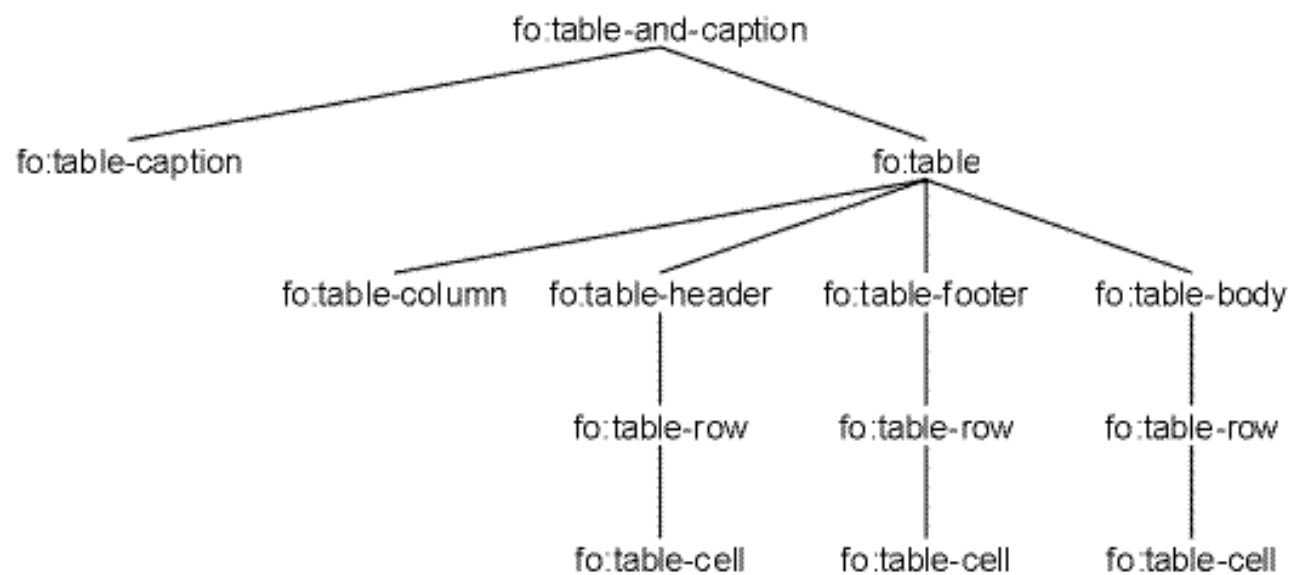 fo:table-and-caption
fo:table-caption fo:table
fo:table-column fo:table-header fo:table-footer fo:table-body
fo:table-row fo:table-row fo:table-row
fo:table-cell fo:table-cell fo:table-cell